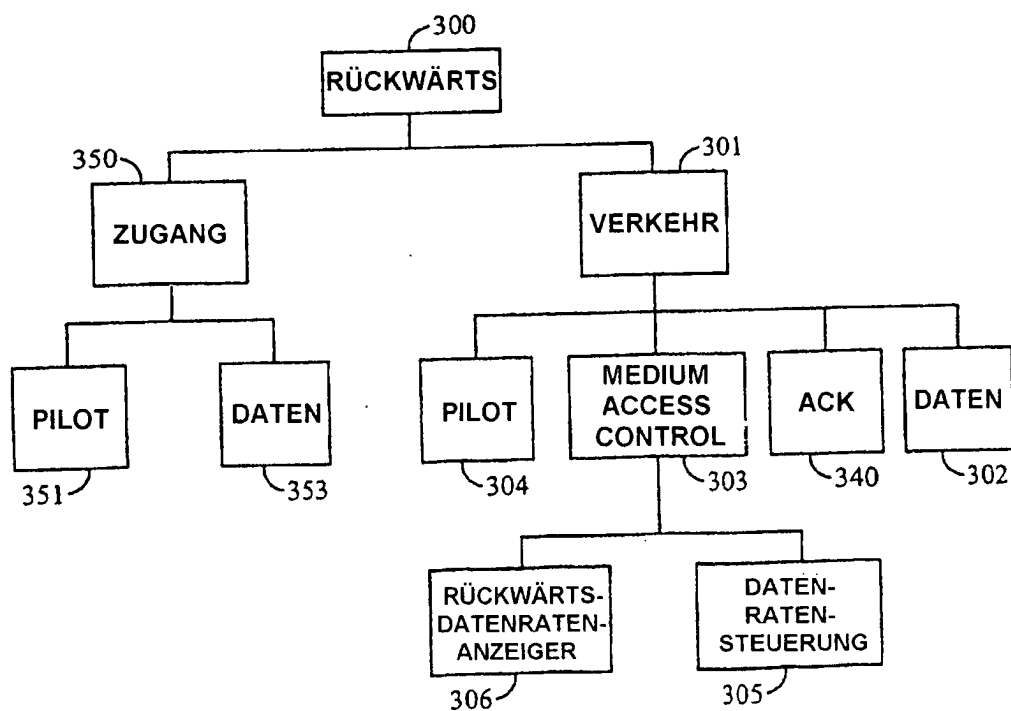 300
RÜCKWÄRTS
350
301
ZUGANG
VERKEHR
PILOT
DATEN
PILOT
MEDIUM
ACCESS
CONTROL
ACK
DATEN
351
353
304
303
340
302
RÜCKWÄRTS-
DATENRATEN-
ANZEIGER
DATEN-
RATEN-
STEUERUNG
306
305